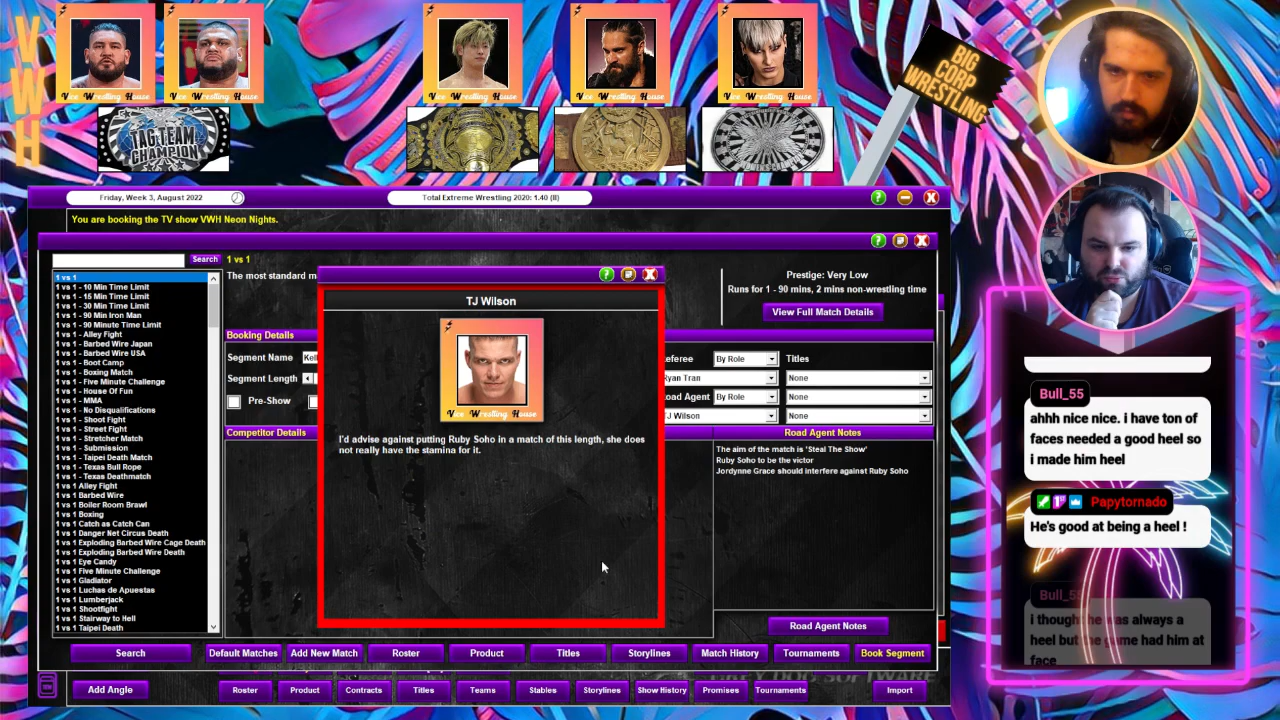 VWH
Vice Wrestling House
Vice Wrestling House
Vice Wrestling House
Vice Wrestling House
Vice Wrestling House
TAG TEAM
CHAMPION
BIG
CORP
WRESTLING
Friday, Week 3, August 2022
Total Extreme Wrestling 2020: 1.40 (II)
You are booking the TV show VWH Neon Nights.
Search
1 vs 1
The most standard m
Prestige: Very Low
Runs for 1 - 90 mins, 2 mins non-wrestling time
View Full Match Details
1 vs 1
1 vs 1 - 10 Min Time Limit
1 vs 1 - 15 Min Time Limit
1 vs 1 - 30 Min Time Limit
1 vs 1 - 90 Min Iron Man
1 vs 1 - 90 Minute Time Limit
1 vs 1 - Alley Fight
1 vs 1 - Barbed Wire Japan
1 vs 1 - Barbed Wire USA
1 vs 1 - Boot Camp
1 vs 1 - Boxing Match
1 vs 1 - Five Minute Challenge
1 vs 1 - House Of Fun
1 vs 1 - MMA
1 vs 1 - No Disqualifications
1 vs 1 - Shoot Fight
1 vs 1 - Street Fight
1 vs 1 - Stretcher Match
1 vs 1 - Submission
1 vs 1 - Taipei Death Match
1 vs 1 - Texas Bull Rope
1 vs 1 - Texas Deathmatch
1 vs 1 Alley Fight
1 vs 1 Barbed Wire
1 vs 1 Boiler Room Brawl
1 vs 1 Boxing
1 vs 1 Catch as Catch Can
1 vs 1 Danger Net Circus Death
1 vs 1 Exploding Barbed Wire Cage Death
1 vs 1 Exploding Barbed Wire Death
1 vs 1 Eye Candy
1 vs 1 Five Minute Challenge
1 vs 1 Gladiator
1 vs 1 Luchas de Apuestas
1 vs 1 Lumberjack
1 vs 1 Shootfight
1 vs 1 Stairway to Hell
1 vs 1 Taipei Death
Booking Details
Segment Name
Segment Length
Pre-Show
Competitor Details
TJ Wilson
Vice Wrestling House
I'd advise against putting Ruby Soho in a match of this length, she does
not really have the stamina for it.
eferee By Role Titles
Ryan Tran None
oad Agent By Role None
TJ Wilson None
Road Agent Notes
The aim of the match is 'Steal The Show'
Ruby Soho to be the victor
Jordynne Grace should interfere against Ruby Soho
Road Agent Notes
Search Default Matches Add New Match Roster Product Titles Storylines Match History Tournaments Book Segment
GREY DOG SOFTWARE
Add Angle Roster Product Contracts Titles Teams Stables Storylines Show History Promises Tournaments Import
Bull_55
ahhh nice nice. i have ton of
faces needed a good heel so
i made him heel
Papytornado
He's good at being a heel !
Bull_55
i though he was always a
heel but the game had him at
face